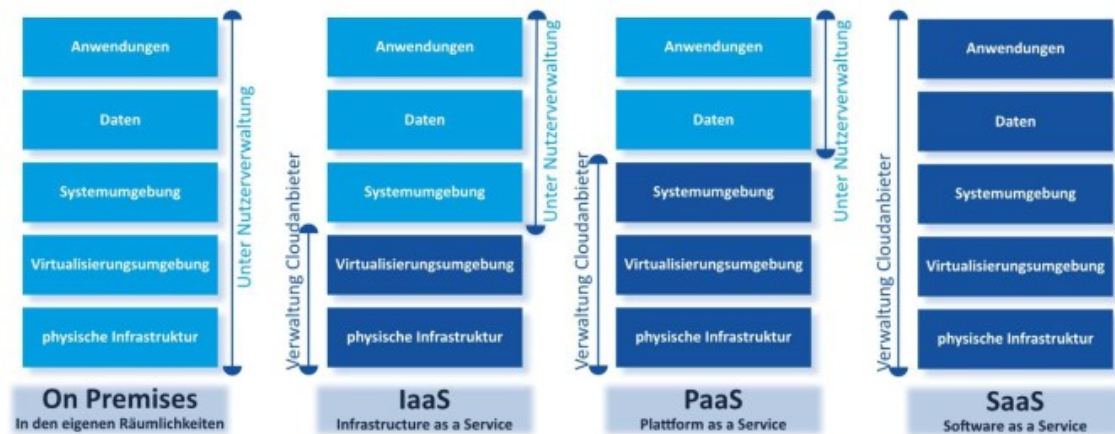 Anwendungen
Daten
Systemumgebung
Virtualisierungsumgebung
physische Infrastruktur
Unter Nutzerverwaltung
On Premises
In den eigenen Räumlichkeiten
Verwaltung Cloudanbieter
Anwendungen
Daten
Systemumgebung
Virtualisierungsumgebung
physische Infrastruktur
Unter Nutzerverwaltung
IaaS
Infrastructure as a Service
Verwaltung Cloudanbieter
Anwendungen
Daten
Systemumgebung
Virtualisierungsumgebung
physische Infrastruktur
Unter Nutzerverwaltung
PaaS
Plattform as a Service
Verwaltung Cloudanbieter
Anwendungen
Daten
Systemumgebung
Virtualisierungsumgebung
physische Infrastruktur
SaaS
Software as a Service